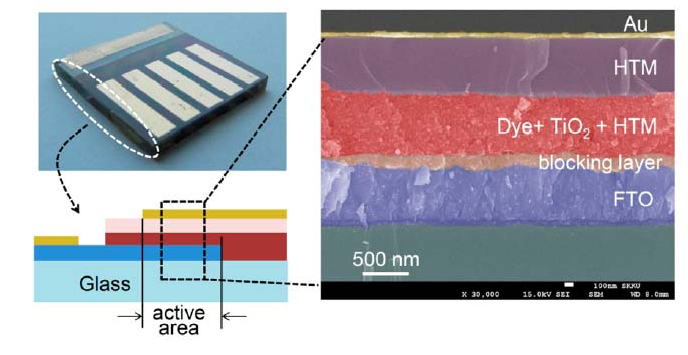 Au
HTM
Dye+ TiO₂ + HTM
blocking layer
FTO
500 nm
100nm SKKU
X 30,000 15.0kV SEI SEM WD 8.0mm
Glass
active
area